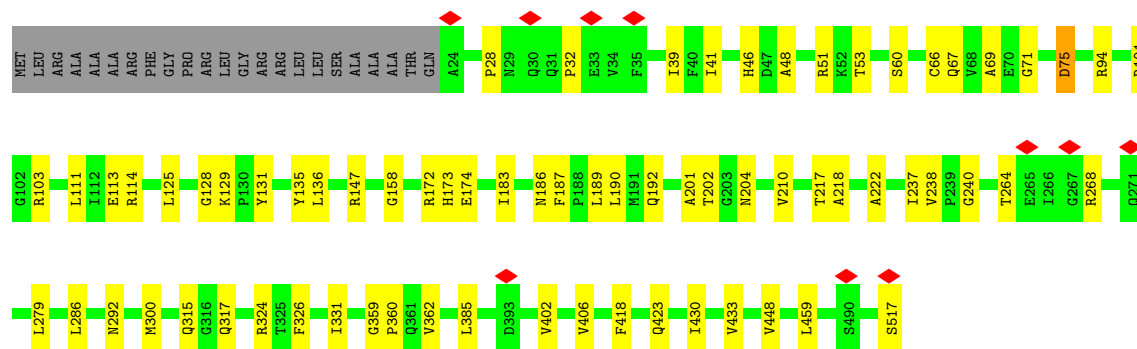 MET LEU ARG ALA ALA ALA ARG PHE GLY PRO ARG LEU GLY ARG ARG LEU LEU SER ALA ALA ALA THR GLN A24 P28 N29 Q30 Q31 P32 E33 V34 F35 I39 F40 I41 H46 D47 A48 R51 K52 T53 S60 C66 Q67 V68 A69 E70 G71 D75 R94
G102 R103 L111 I112 E113 R114 L125 G128 K129 P130 Y131 Y135 L136 R147 G158 R172 H173 E174 I183 N186 F187 P188 L189 L190 M191 Q192 A201 T202 G203 N204 V210 T217 A218 A222 I237 V238 P239 G240 T264 E265 I266 G267 R268 Q271
L279 L286 N292 M300 Q315 G316 Q317 R324 T325 F326 I331 G359 P360 Q361 V362 L385 D393 V402 V406 F418 Q423 I430 V433 V448 L459 S490 S517